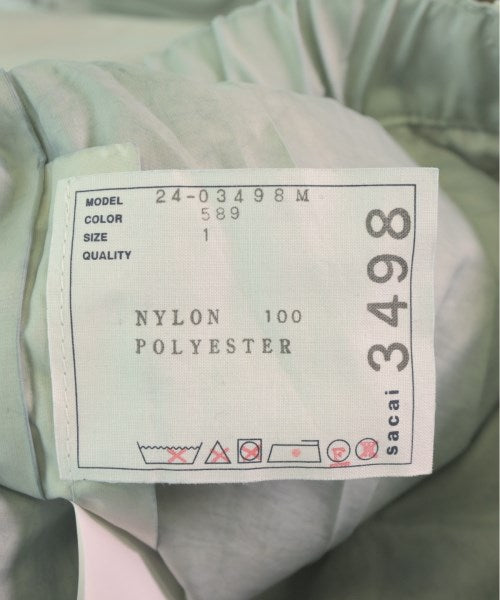 MODEL 24-03498M
COLOR 589
SIZE 1
QUALITY
NYLON 100
POLYESTER
F
sacai 3498